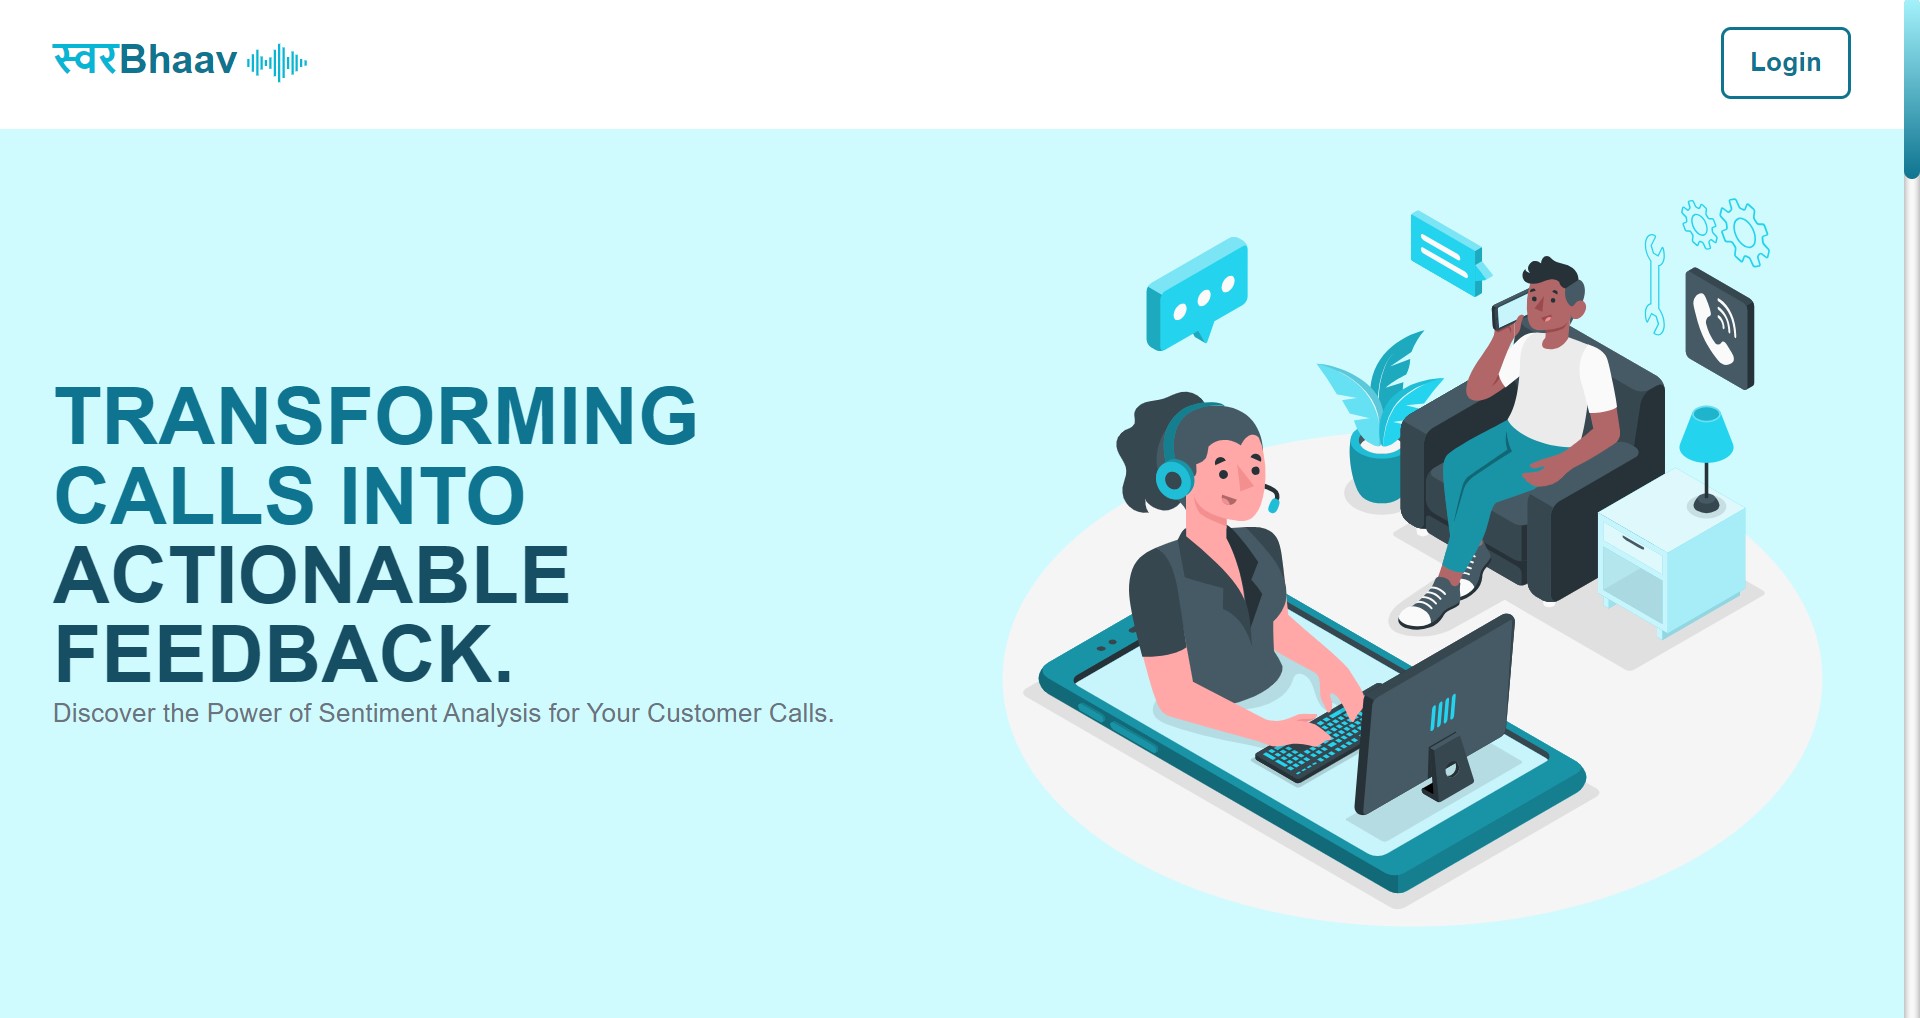 स्वरBhaav
Login
TRANSFORMING
CALLS INTO
ACTIONABLE
FEEDBACK.
Discover the Power of Sentiment Analysis for Your Customer Calls.